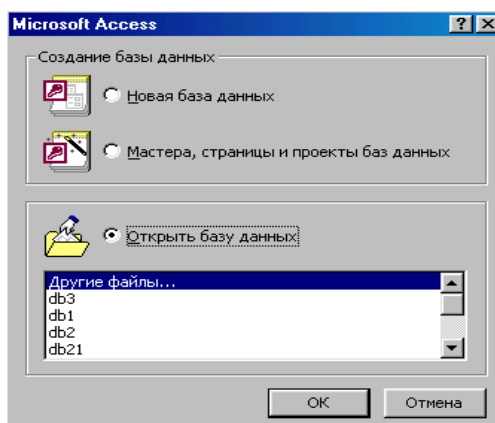 Microsoft Access
Создание базы данных
Новая база данных
Мастера, страницы и проекты баз данных
Открыть базу данных
Другие файлы...
db3
db1
db2
db21
ОК
Отмена